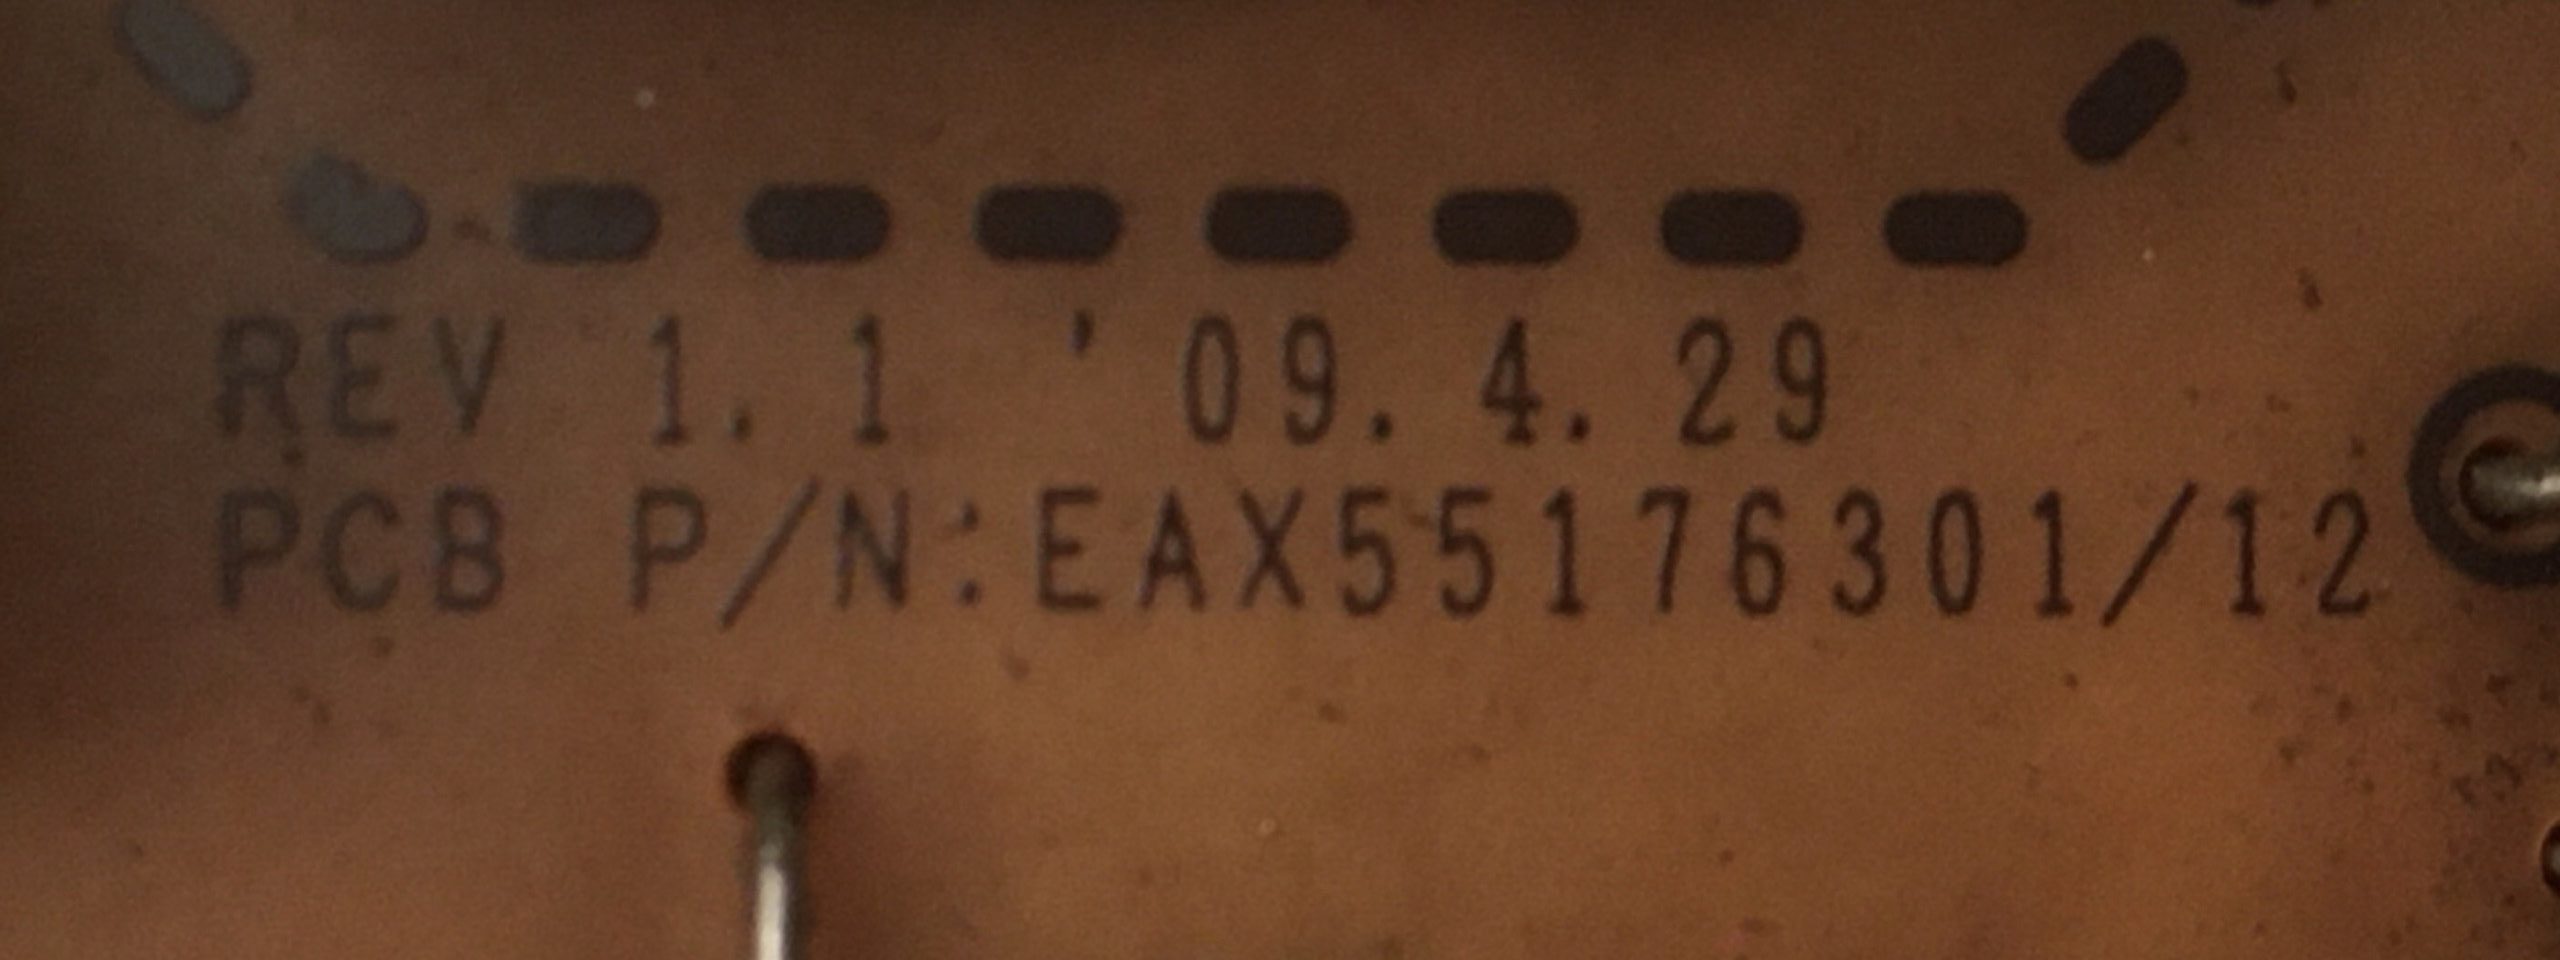 REV 1.1 '09.4.29
PCB P/N:EAX55176301/12